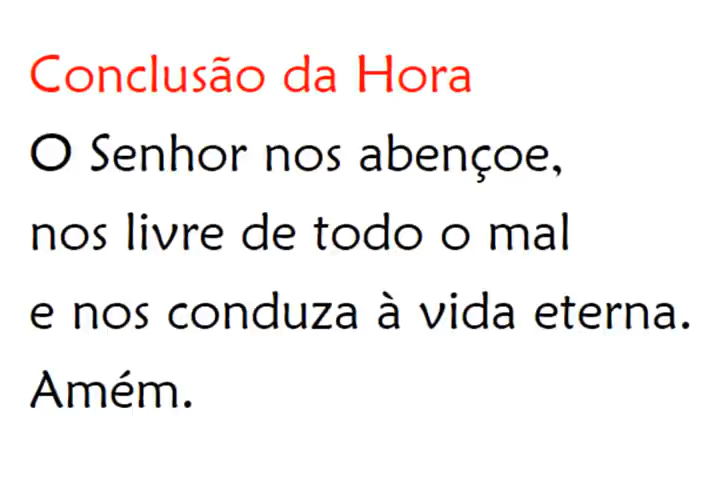 Conclusão da Hora
O Senhor nos abençoe,
nos livre de todo o mal
e nos conduza à vida eterna.
Amém.